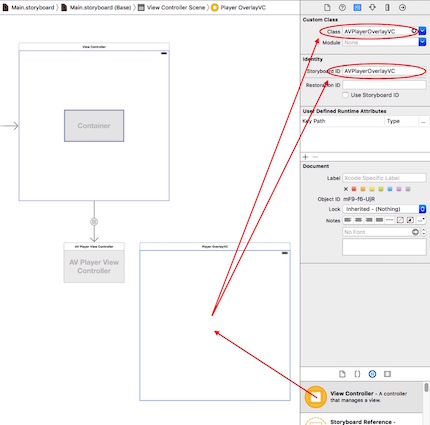 Main.storyboard
Main.storyboard (Base)
View Controller Scene
Player OverlayVC
View Controller
Container
AV Player View Controller
AV Player View
Controller
Player OverlayVC
Custom Class
Class AVPlayerOverlayVC
Module None
Identity
Storyboard ID AVPlayerOverlayVC
Restoration ID
Use Storyboard ID
User Defined Runtime Attributes
Key Path Type ...
Document
Label Xcode Specific Label
Object ID mF9-f6-UjR
Lock Inherited - (Nothing)
Notes
No Font
View Controller - A controller
that manages a view.
Storyboard Reference -